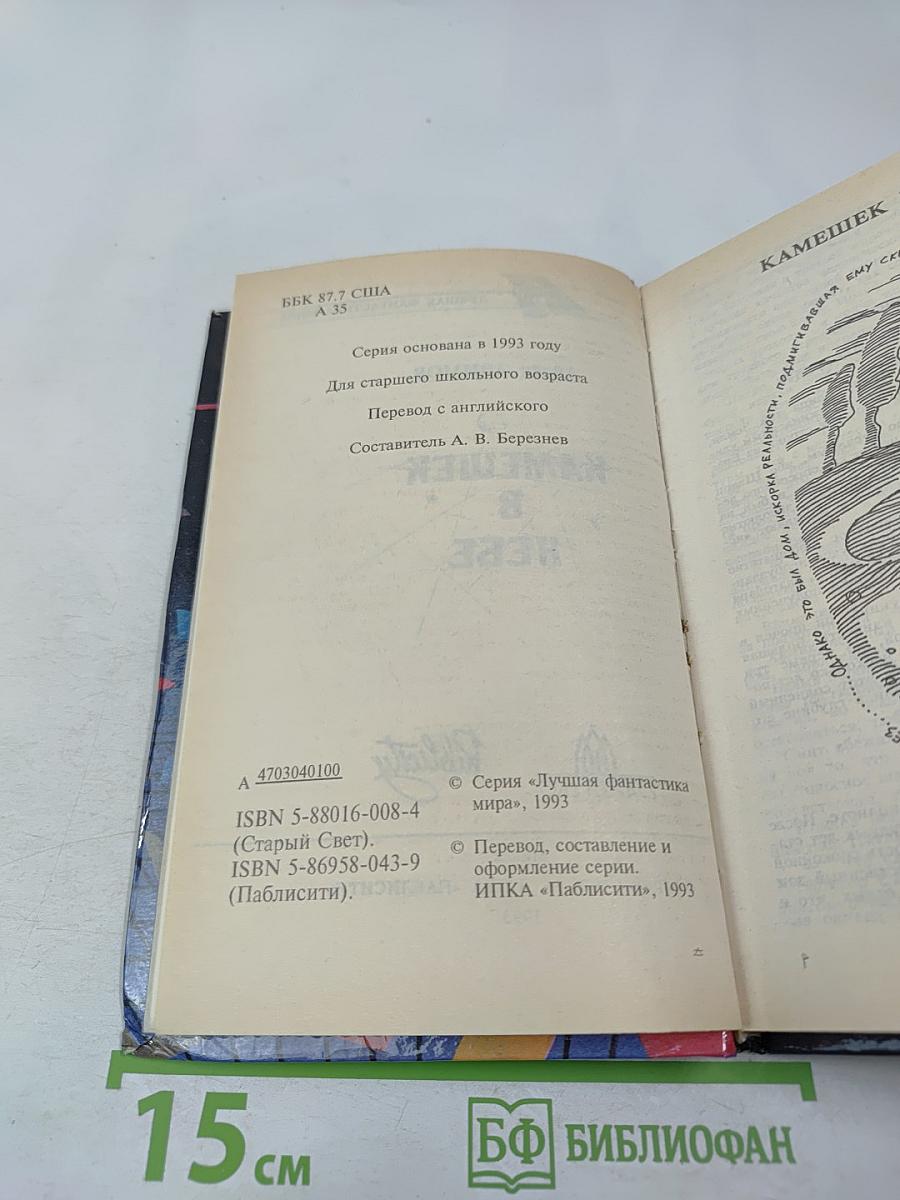 ББК 87.7 США
А 35
Серия основана в 1993 году
Для старшего школьного возраста
Перевод с английского
Составитель А. В. Березнев
А 4703040100
ISBN 5-88016-008-4
(Старый Свет).
ISBN 5-86958-043-9
(Паблисити).
© Серия «Лучшая фантастика
мира», 1993
© Перевод, составление и
оформление серии.
ИПКА «Паблисити», 1993
КАМЕШЕК
......ОДНАКО ЭТО БЫЛ ДОМ, ИСКОРКА РЕАЛЬНОСТИ, ПОДМИГИВАВШАЯ ЕМУ
15 см
БФ БИБЛИОФАН